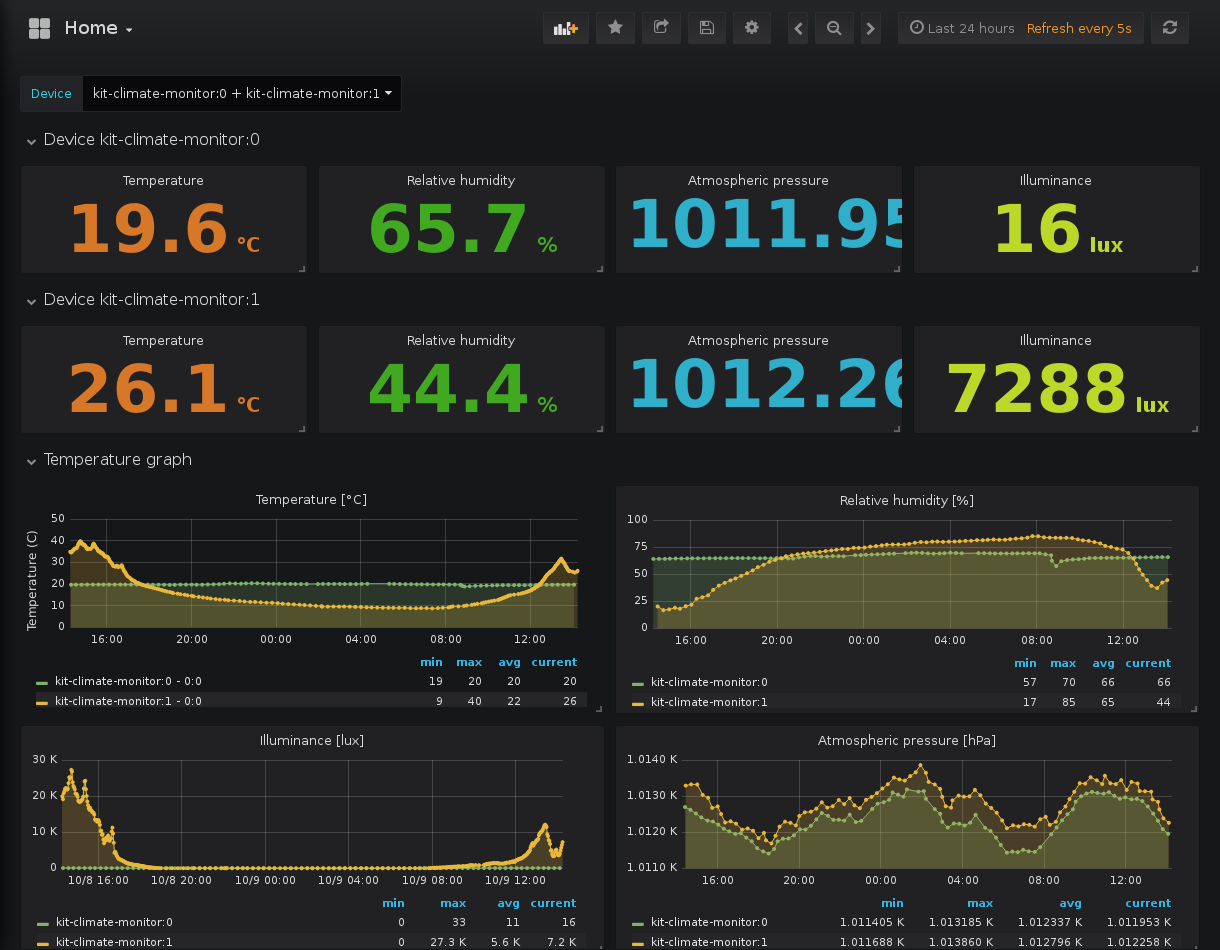 Home
Last 24 hours Refresh every 5s
Device kit-climate-monitor:0 + kit-climate-monitor:1
Device kit-climate-monitor:0
Temperature Relative humidity Atmospheric pressure Illuminance
19.6 °C 65.7 % 1011.95 16 lux
Device kit-climate-monitor:1
Temperature Relative humidity Atmospheric pressure Illuminance
26.1 °C 44.4 % 1012.26 7288 lux
Temperature graph
Temperature [°C]
Temperature (C)
50
40
30
20
10
0
16:00 20:00 00:00 04:00 08:00 12:00
min max avg current
kit-climate-monitor:0 - 0:0 19 20 20 20
kit-climate-monitor:1 - 0:0 9 40 22 26
Relative humidity [%]
100
75
50
25
0
16:00 20:00 00:00 04:00 08:00 12:00
min max avg current
kit-climate-monitor:0 57 70 66 66
kit-climate-monitor:1 17 85 65 44
Illuminance [lux]
30 K
20 K
10 K
0
10/8 16:00 10/8 20:00 10/9 00:00 10/9 04:00 10/9 08:00 10/9 12:00
min max avg current
kit-climate-monitor:0 0 33 11 16
kit-climate-monitor:1 0 27.3 K 5.6 K 7.2 K
Atmospheric pressure [hPa]
1.0140 K
1.0130 K
1.0120 K
1.0110 K
16:00 20:00 00:00 04:00 08:00 12:00
min max avg current
kit-climate-monitor:0 1.011405 K 1.013185 K 1.012337 K 1.011953 K
kit-climate-monitor:1 1.011688 K 1.013860 K 1.012796 K 1.012258 K